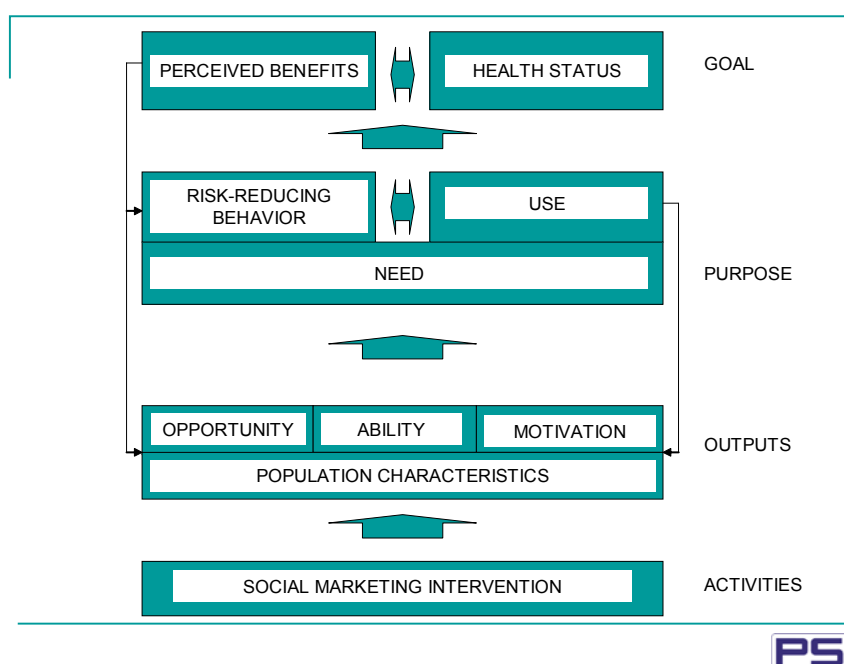 PERCEIVED BENEFITS
HEALTH STATUS
GOAL
RISK-REDUCING
BEHAVIOR
USE
NEED
PURPOSE
OPPORTUNITY
ABILITY
MOTIVATION
OUTPUTS
POPULATION CHARACTERISTICS
SOCIAL MARKETING INTERVENTION
ACTIVITIES
PS